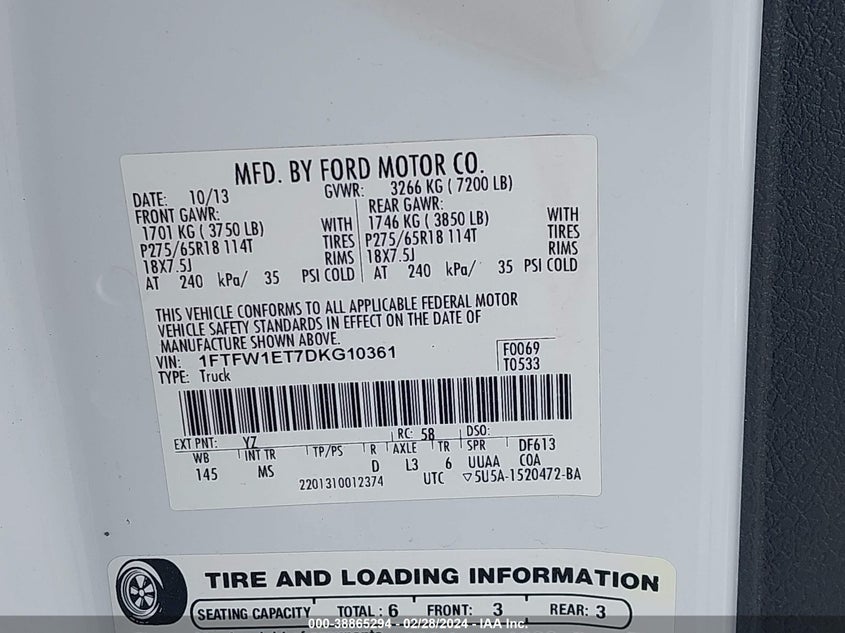 MFD. BY FORD MOTOR CO.
DATE: 10/13 GVWR: 3266 KG ( 7200 LB)
FRONT GAWR: REAR GAWR:
1701 KG ( 3750 LB) WITH 1746 KG ( 3850 LB) WITH
P275/65R18 114T TIRES P275/65R18 114T TIRES
18X7.5J RIMS 18X7.5J RIMS
AT 240 kPa/ 35 PSI COLD AT 240 kPa/ 35 PSI COLD
THIS VEHICLE CONFORMS TO ALL APPLICABLE FEDERAL MOTOR
VEHICLE SAFETY STANDARDS IN EFFECT ON THE DATE OF
MANUFACTURE SHOWN ABOVE.
VIN: 1FTFW1ET7DKG10361 F0069
TYPE: Truck T0533
EXT PNT: YZ RC: 58 DSO:
WB INT TR TP/PS R AXLE TR SPR DF613
145 MS D L3 6 UUAA COA
2201310012374 UTC ▽5U5A-1520472-BA
TIRE AND LOADING INFORMATION
SEATING CAPACITY TOTAL : 6 FRONT: 3 REAR: 3
000-38865294 - 02/28/2024 - IAA Inc.